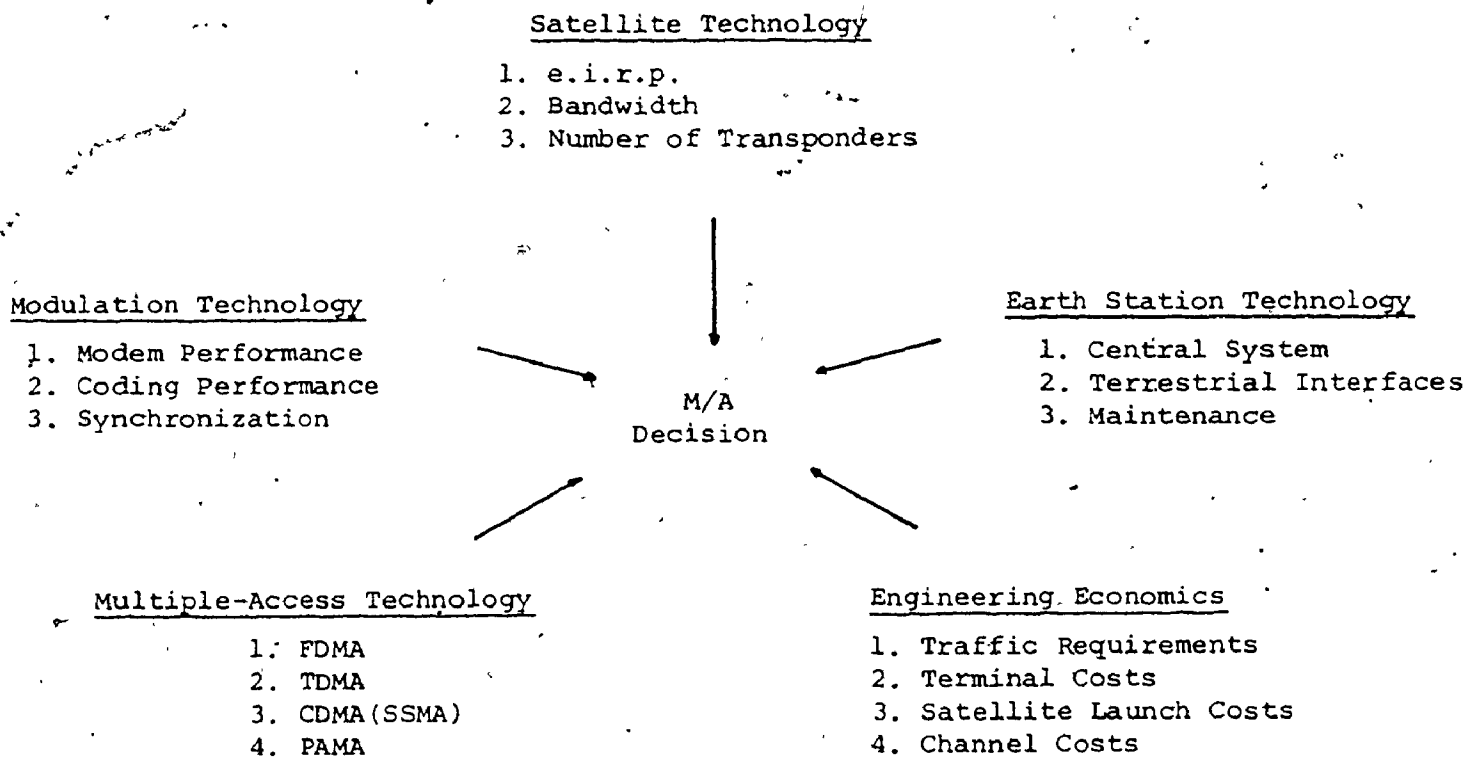 Satellite Technology
1. e.i.r.p.
2. Bandwidth
3. Number of Transponders
Modulation Technology
1. Modem Performance
2. Coding Performance
3. Synchronization
Earth Station Technology
1. Central System
2. Terrestrial Interfaces
3. Maintenance
M/A
Decision
Multiple-Access Technology
1. FDMA
2. TDMA
3. CDMA(SSMA)
4. PAMA
Engineering Economics
1. Traffic Requirements
2. Terminal Costs
3. Satellite Launch Costs
4. Channel Costs